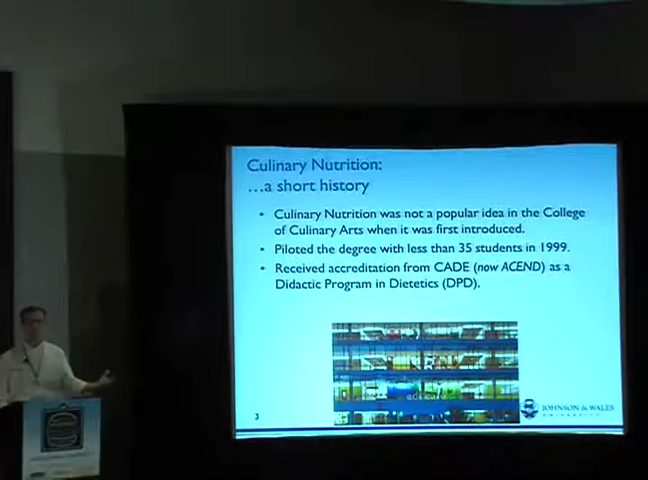 Culinary Nutrition:
...a short history
• Culinary Nutrition was not a popular idea in the College
of Culinary Arts when it was first introduced.
• Piloted the degree with less than 35 students in 1999.
• Received accreditation from CADE (now ACEND) as a
Didactic Program in Dietetics (DPD).
3
JOHNSON & WALES